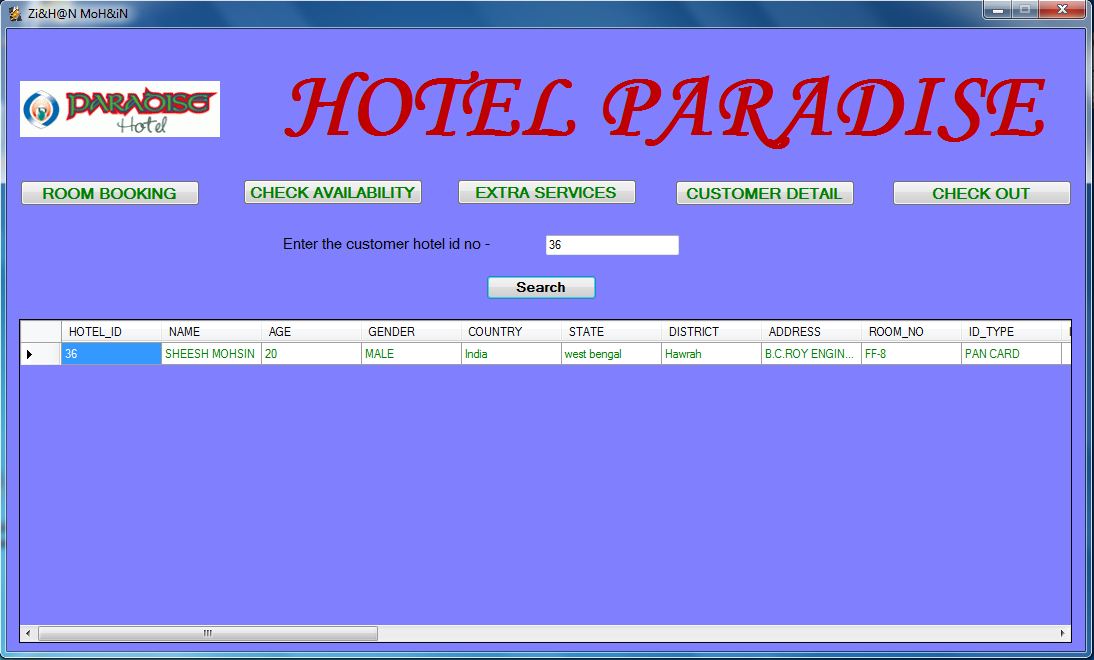 Zi&H@N MoH&iN
PARADISE
Hotel
HOTEL PARADISE
ROOM BOOKING CHECK AVAILABILITY EXTRA SERVICES CUSTOMER DETAIL CHECK OUT
Enter the customer hotel id no - 36
Search
HOTEL_ID NAME AGE GENDER COUNTRY STATE DISTRICT ADDRESS ROOM_NO ID_TYPE
36 SHEESH MOHSIN 20 MALE India west bengal Hawrah B.C.ROY ENGIN... FF-8 PAN CARD